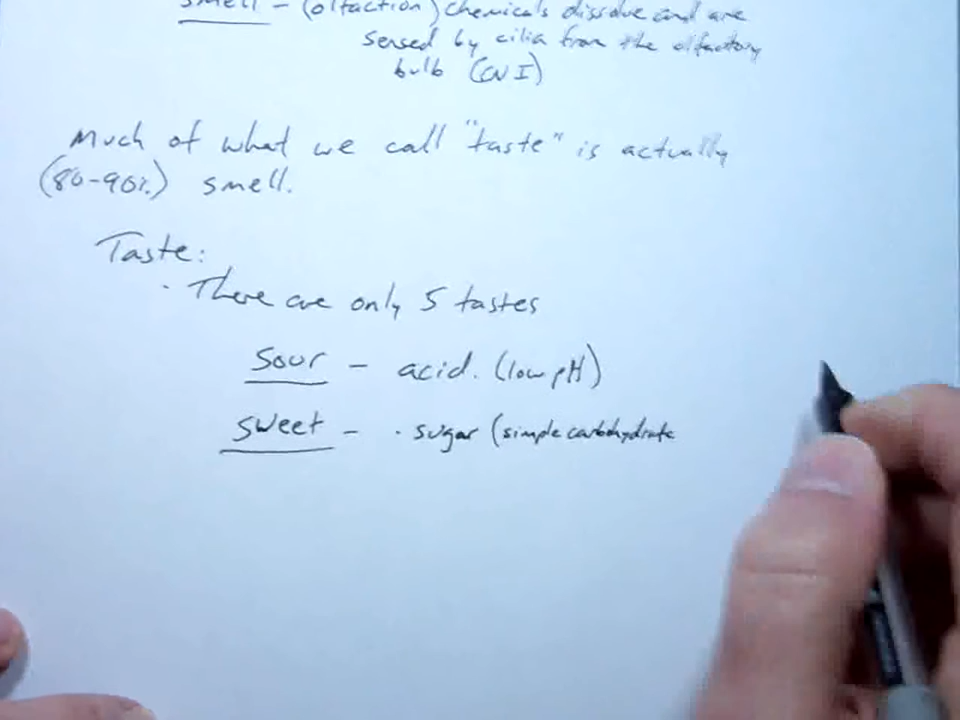 smell - (olfaction) chemicals dissolve and are
sensed by cilia from the olfactory
bulb (CN I)
Much of what we call "taste" is actually
(80-90%) smell.
Taste:
· There are only 5 tastes
sour - acid. (low pH)
sweet - · sugar (simple carbohydrate